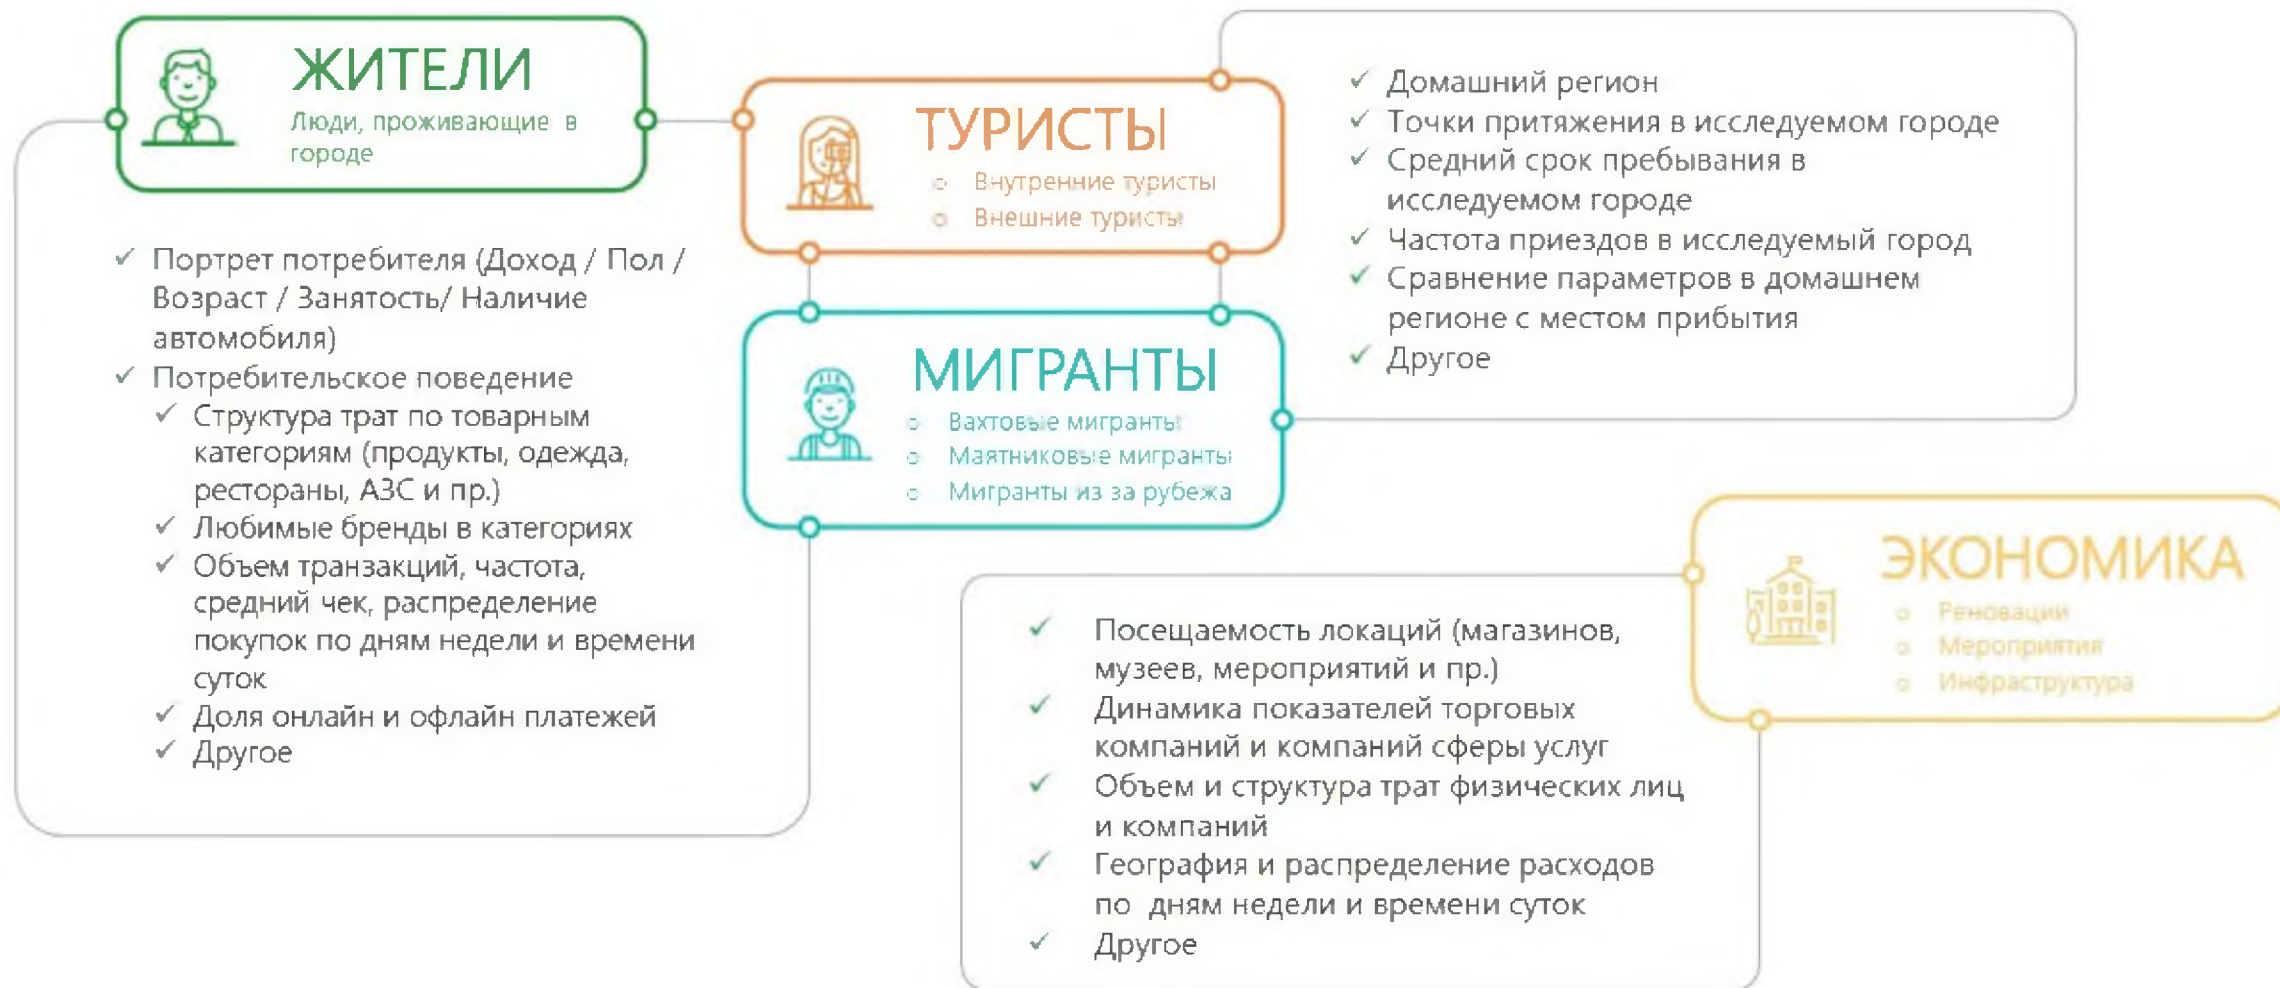 ЖИТЕЛИ
Люди, проживающие в
городе
Портрет потребителя (Доход / Пол /
Возраст / Занятость/ Наличие
автомобиля)
Потребительское поведение
Структура трат по товарным
категориям (продукты, одежда,
рестораны, АЗС и пр.)
Любимые бренды в категориях
Объем транзакций, частота,
средний чек, распределение
покупок по дням недели и времени
суток
Доля онлайн и офлайн платежей
Другое
ТУРИСТЫ
Внутренние туристы
Внешние туристы
МИГРАНТЫ
Вахтовые мигранты
Маятниковые мигранты
Мигранты из за рубежа
Домашний регион
Точки притяжения в исследуемом городе
Средний срок пребывания в
исследуемом городе
Частота приездов в исследуемый город
Сравнение параметров в домашнем
регионе с местом прибытия
Другое
ЭКОНОМИКА
Реновации
Мероприятия
Инфраструктура
Посещаемость локаций (магазинов,
музеев, мероприятий и пр.)
Динамика показателей торговых
компаний и компаний сферы услуг
Объем и структура трат физических лиц
и компаний
География и распределение расходов
по дням недели и времени суток
Другое